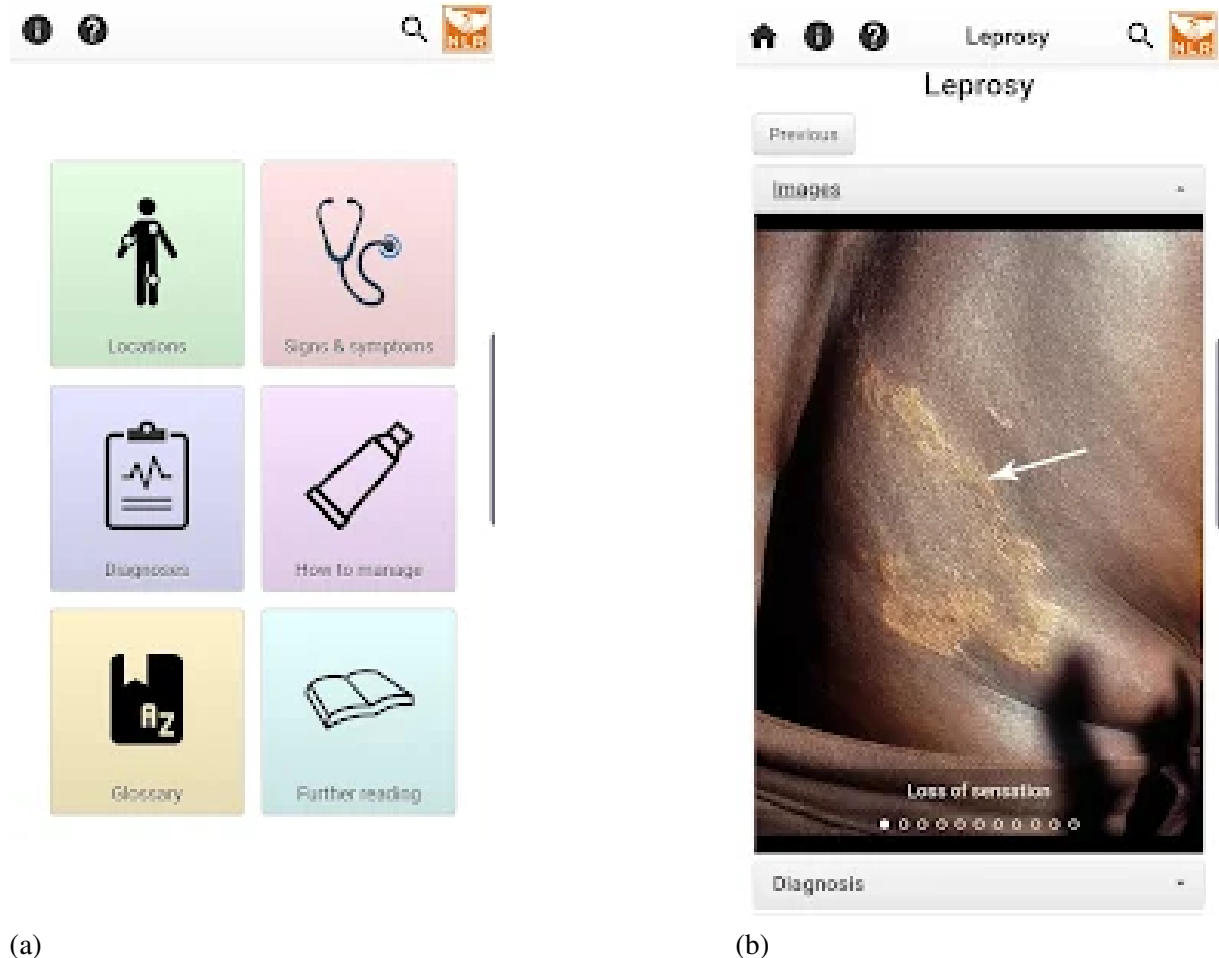 NLR
Locations
Signs & symptoms
Diagnoses
How to manage
A Z
Glossary
Further reading
(a)
Leprosy
NLR
Leprosy
Previous
Images
Loss of sensation
Diagnosis
(b)